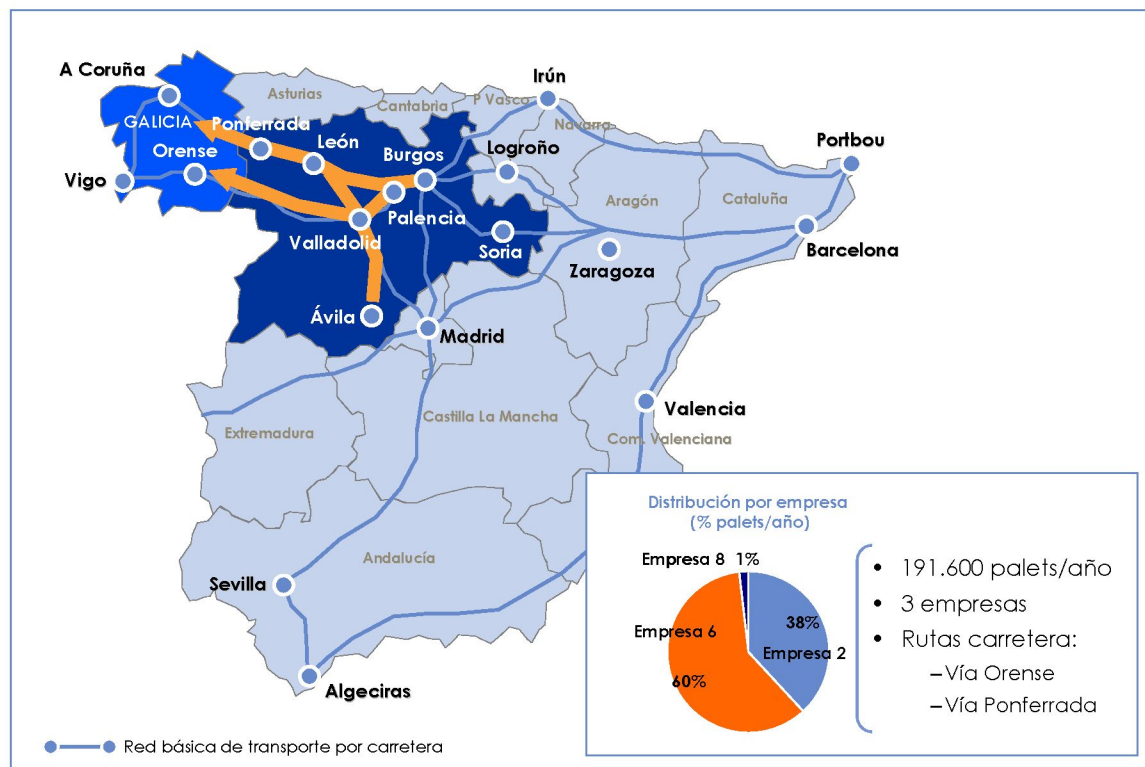 A Coruña
Irún
Asturias
Cantabria
P Vasco
GALICIA
Ponferrada
Navarra
León
Logroño
Portbou
Orense
Burgos
Vigo
Palencia
Aragón
Cataluña
Valladolid
Soria
Barcelona
Zaragoza
Ávila
Madrid
Valencia
Castilla La Mancha
Extremadura
Com. Valenciana
Distribución por empresa
(% palets/año)
Andalucía
Empresa 8
1%
Sevilla
38%
Empresa 6
Empresa 2
60%
• 191.600 palets/año
• 3 empresas
• Rutas carretera:
–Vía Orense
–Vía Ponferrada
Algeciras
Red básica de transporte por carretera